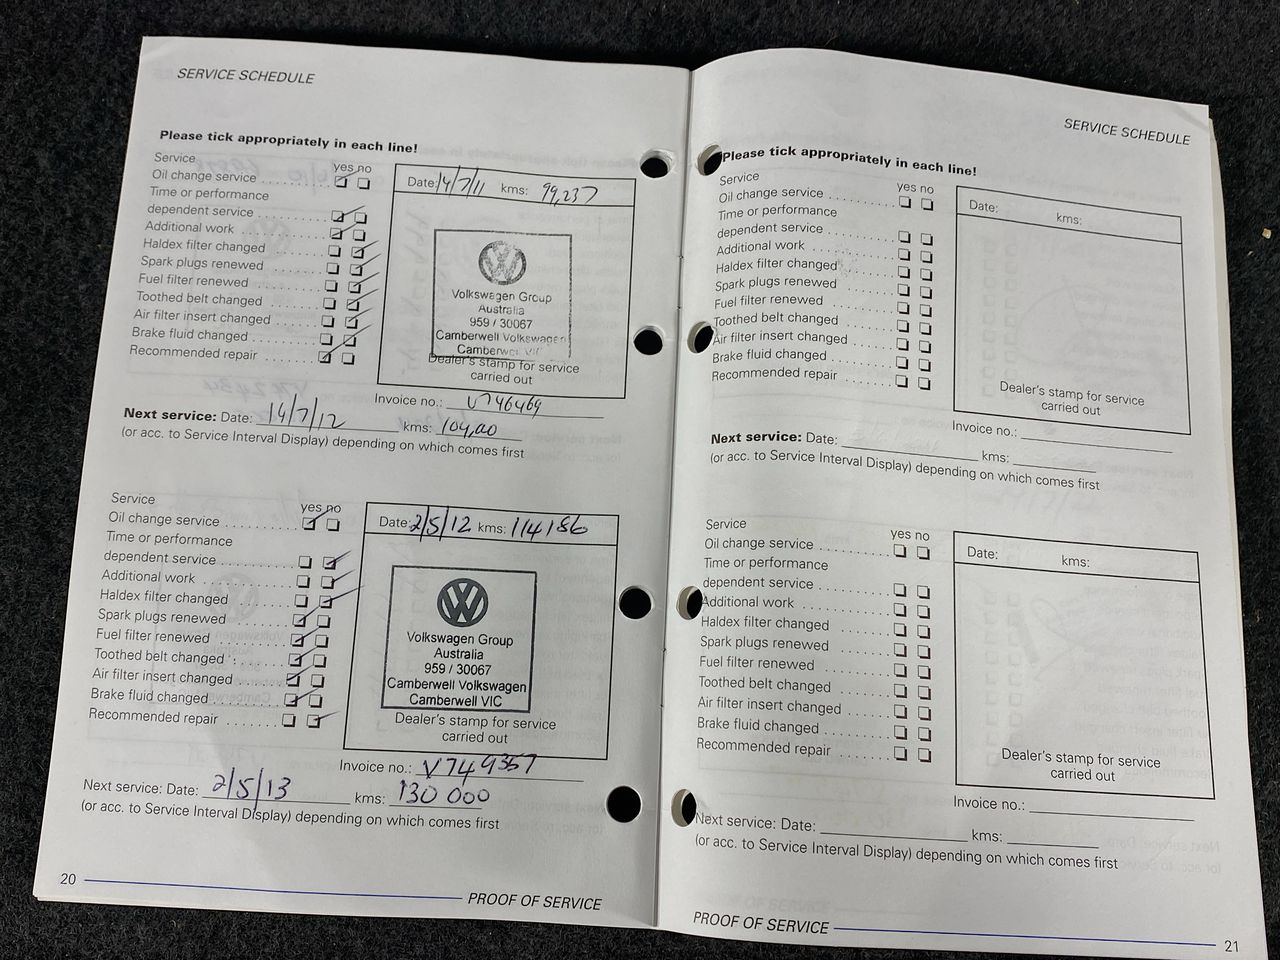 SERVICE SCHEDULE
Please tick appropriately in each line!
Service
yes no
Oil change service
Time or performance
dependent service
Additional work
Haldex filter changed
Spark plugs renewed
Fuel filter renewed
Toothed belt changed
Air filter insert changed
Brake fluid changed
Recommended repair
Date: 14/7/11 kms: 99,237
Volkswagen Group
Australia
959 / 30067
Camberwell Volkswagen
Camberwell VIC
Dealer's stamp for service
carried out
Invoice no.: V746469
Next service: Date: 14/7/12 kms:
(or acc. to Service Interval Display) depending on which comes first
Service
yes no
Oil change service
Time or performance
dependent service
Additional work
Haldex filter changed
Spark plugs renewed
Fuel filter renewed
Toothed belt changed
Air filter insert changed
Brake fluid changed
Recommended repair
Date: 2/5/12 kms: 114186
Volkswagen Group
Australia
959 / 30067
Camberwell Volkswagen
Camberwell VIC
Dealer's stamp for service
carried out
Invoice no.: V749357
Next service: Date: 2/5/13 kms: 130 000
(or acc. to Service Interval Display) depending on which comes first
20
PROOF OF SERVICE
SERVICE SCHEDULE
Please tick appropriately in each line!
Service
yes no
Oil change service
Time or performance
dependent service
Additional work
Haldex filter changed
Spark plugs renewed
Fuel filter renewed
Toothed belt changed
Air filter insert changed
Brake fluid changed
Recommended repair
Date: kms:
Dealer's stamp for service
carried out
Invoice no.:
Next service: Date: kms:
(or acc. to Service Interval Display) depending on which comes first
Service
yes no
Oil change service
Time or performance
dependent service
Additional work
Haldex filter changed
Spark plugs renewed
Fuel filter renewed
Toothed belt changed
Air filter insert changed
Brake fluid changed
Recommended repair
Date: kms:
Dealer's stamp for service
carried out
Invoice no.:
Next service: Date: kms:
(or acc. to Service Interval Display) depending on which comes first
PROOF OF SERVICE
21